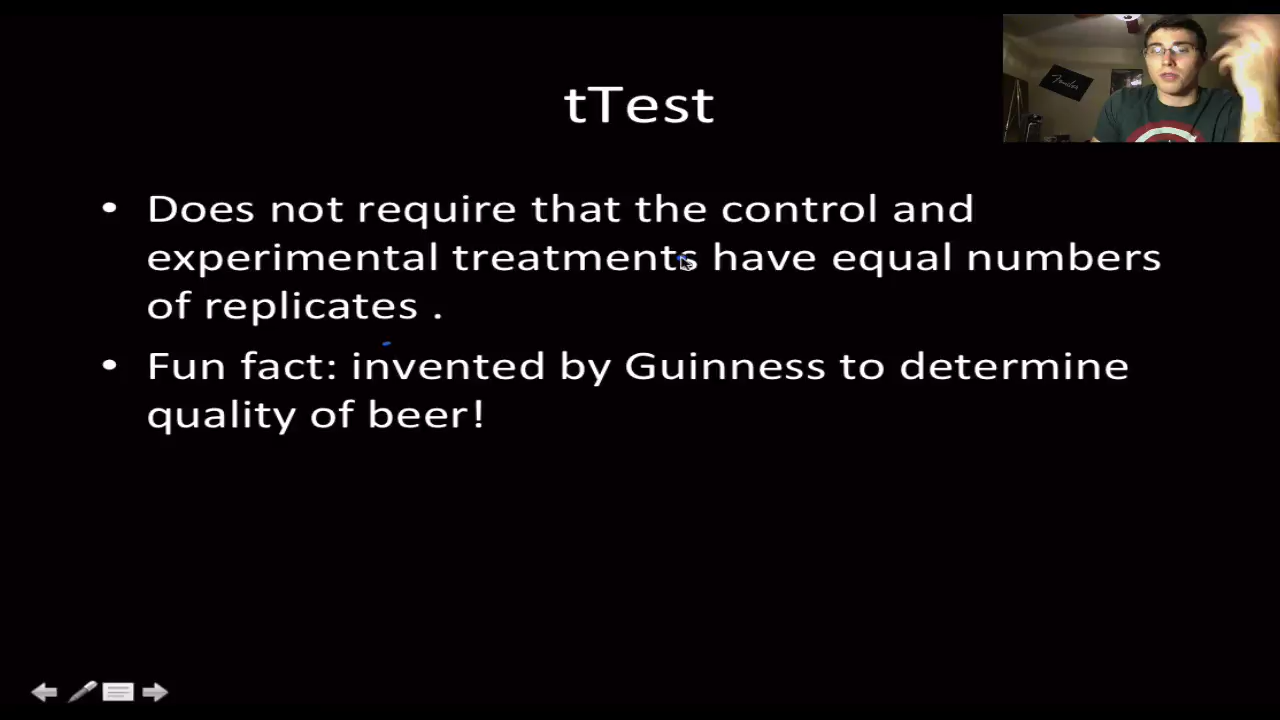 Fender
tTest
• Does not require that the control and
experimental treatments have equal numbers
of replicates .
• Fun fact: invented by Guinness to determine
quality of beer!